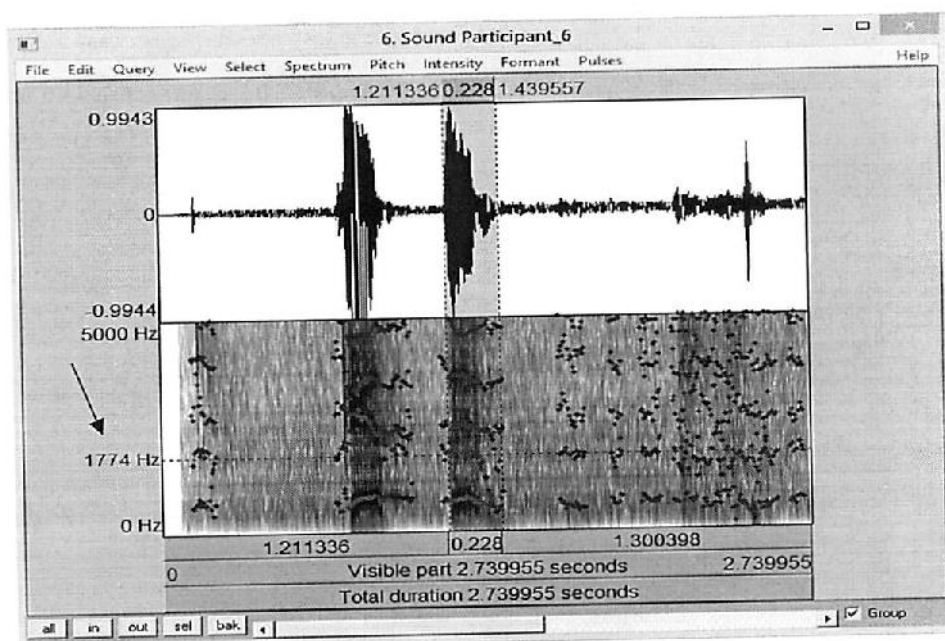 6. Sound Participant_6
File Edit Query View Select Spectrum Pitch Intensity Formant Pulses Help
1.211336 0.228 1.439557
0.9943
0
-0.9944
5000 Hz
1774 Hz
0 Hz
1.211336 0.228 1.300398
0 Visible part 2.739955 seconds 2.739955
Total duration 2.739955 seconds
all in out sel bak Group